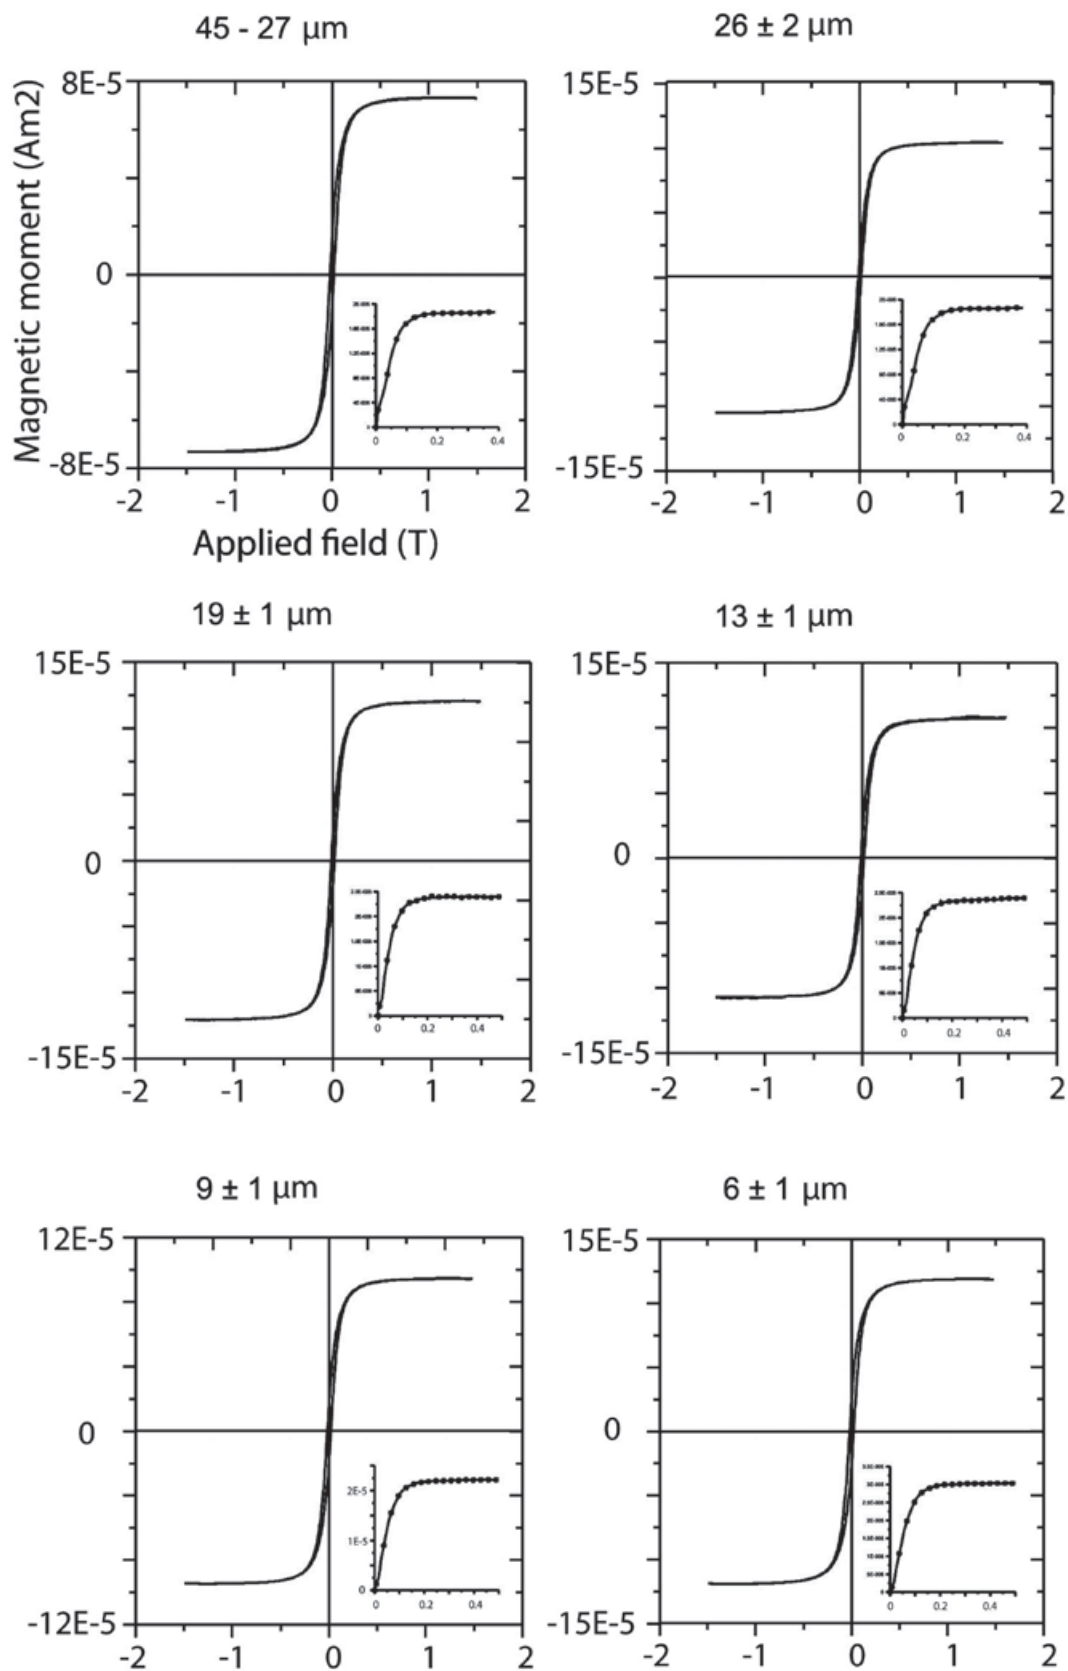 45 - 27 µm
26 ± 2 µm
Magnetic moment (Am2)
8E-5
0
-8E-5
-2 -1 0 1 2
Applied field (T)
0 0.2 0.4
15E-5
-15E-5
-2 -1 0 1 2
0 0.2 0.4
19 ± 1 µm
13 ± 1 µm
15E-5
0
-15E-5
-2 -1 0 1 2
0 0.2 0.4
15E-5
0
-15E-5
-2 -1 0 1 2
0 0.2 0.4
9 ± 1 µm
6 ± 1 µm
12E-5
0
-12E-5
-2 -1 0 1 2
2E-5
1E-5
0
0 0.2 0.4
15E-5
0
-15E-5
-2 -1 0 1 2
0 0.2 0.4